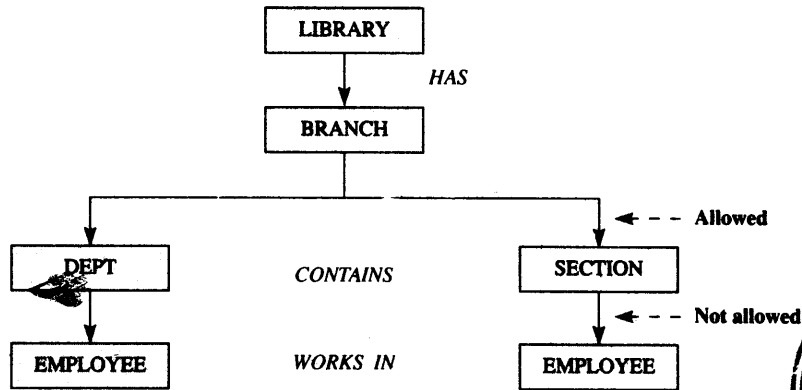 LIBRARY
HAS
BRANCH
Allowed
DEPT
CONTAINS
SECTION
Not allowed
EMPLOYEE
WORKS IN
EMPLOYEE